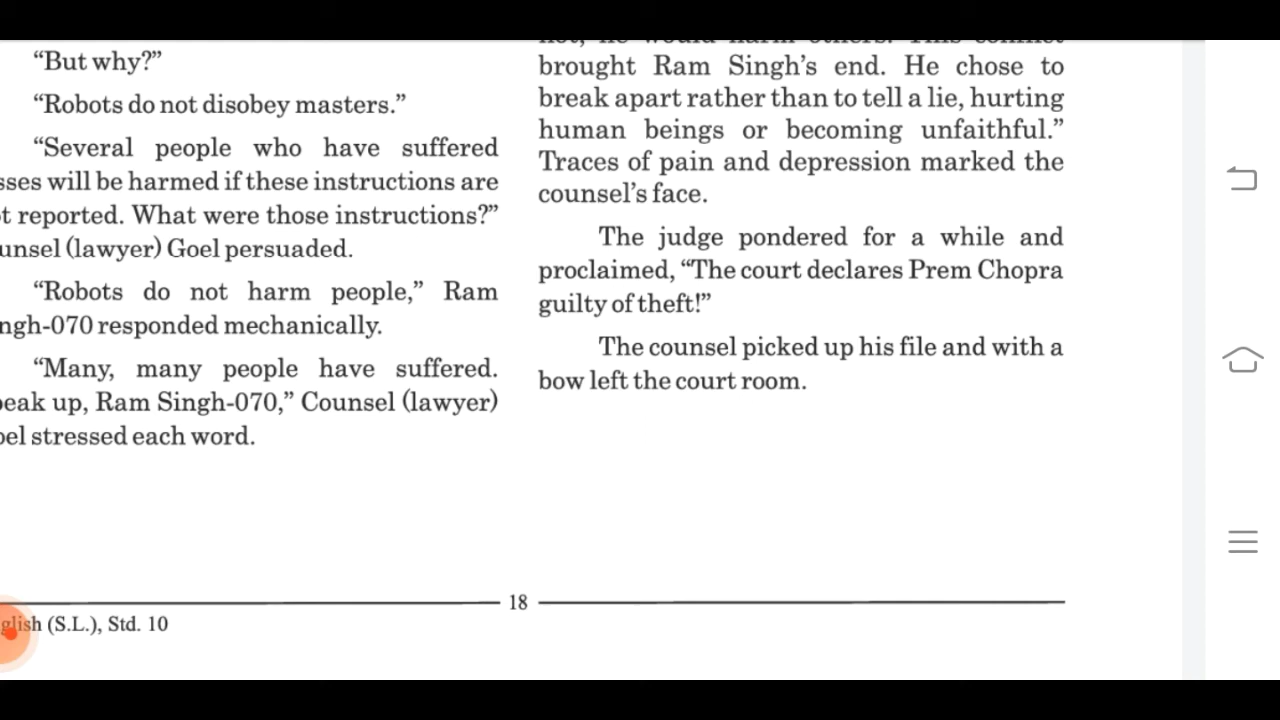 “But why?”
“Robots do not disobey masters.”
“Several people who have suffered
sses will be harmed if these instructions are
t reported. What were those instructions?”
unsel (lawyer) Goel persuaded.
“Robots do not harm people,” Ram
ngh-070 responded mechanically.
“Many, many people have suffered.
eak up, Ram Singh-070,” Counsel (lawyer)
el stressed each word.
brought Ram Singh’s end. He chose to
break apart rather than to tell a lie, hurting
human beings or becoming unfaithful.”
Traces of pain and depression marked the
counsel’s face.
The judge pondered for a while and
proclaimed, “The court declares Prem Chopra
guilty of theft!”
The counsel picked up his file and with a
bow left the court room.
18
glish (S.L.), Std. 10